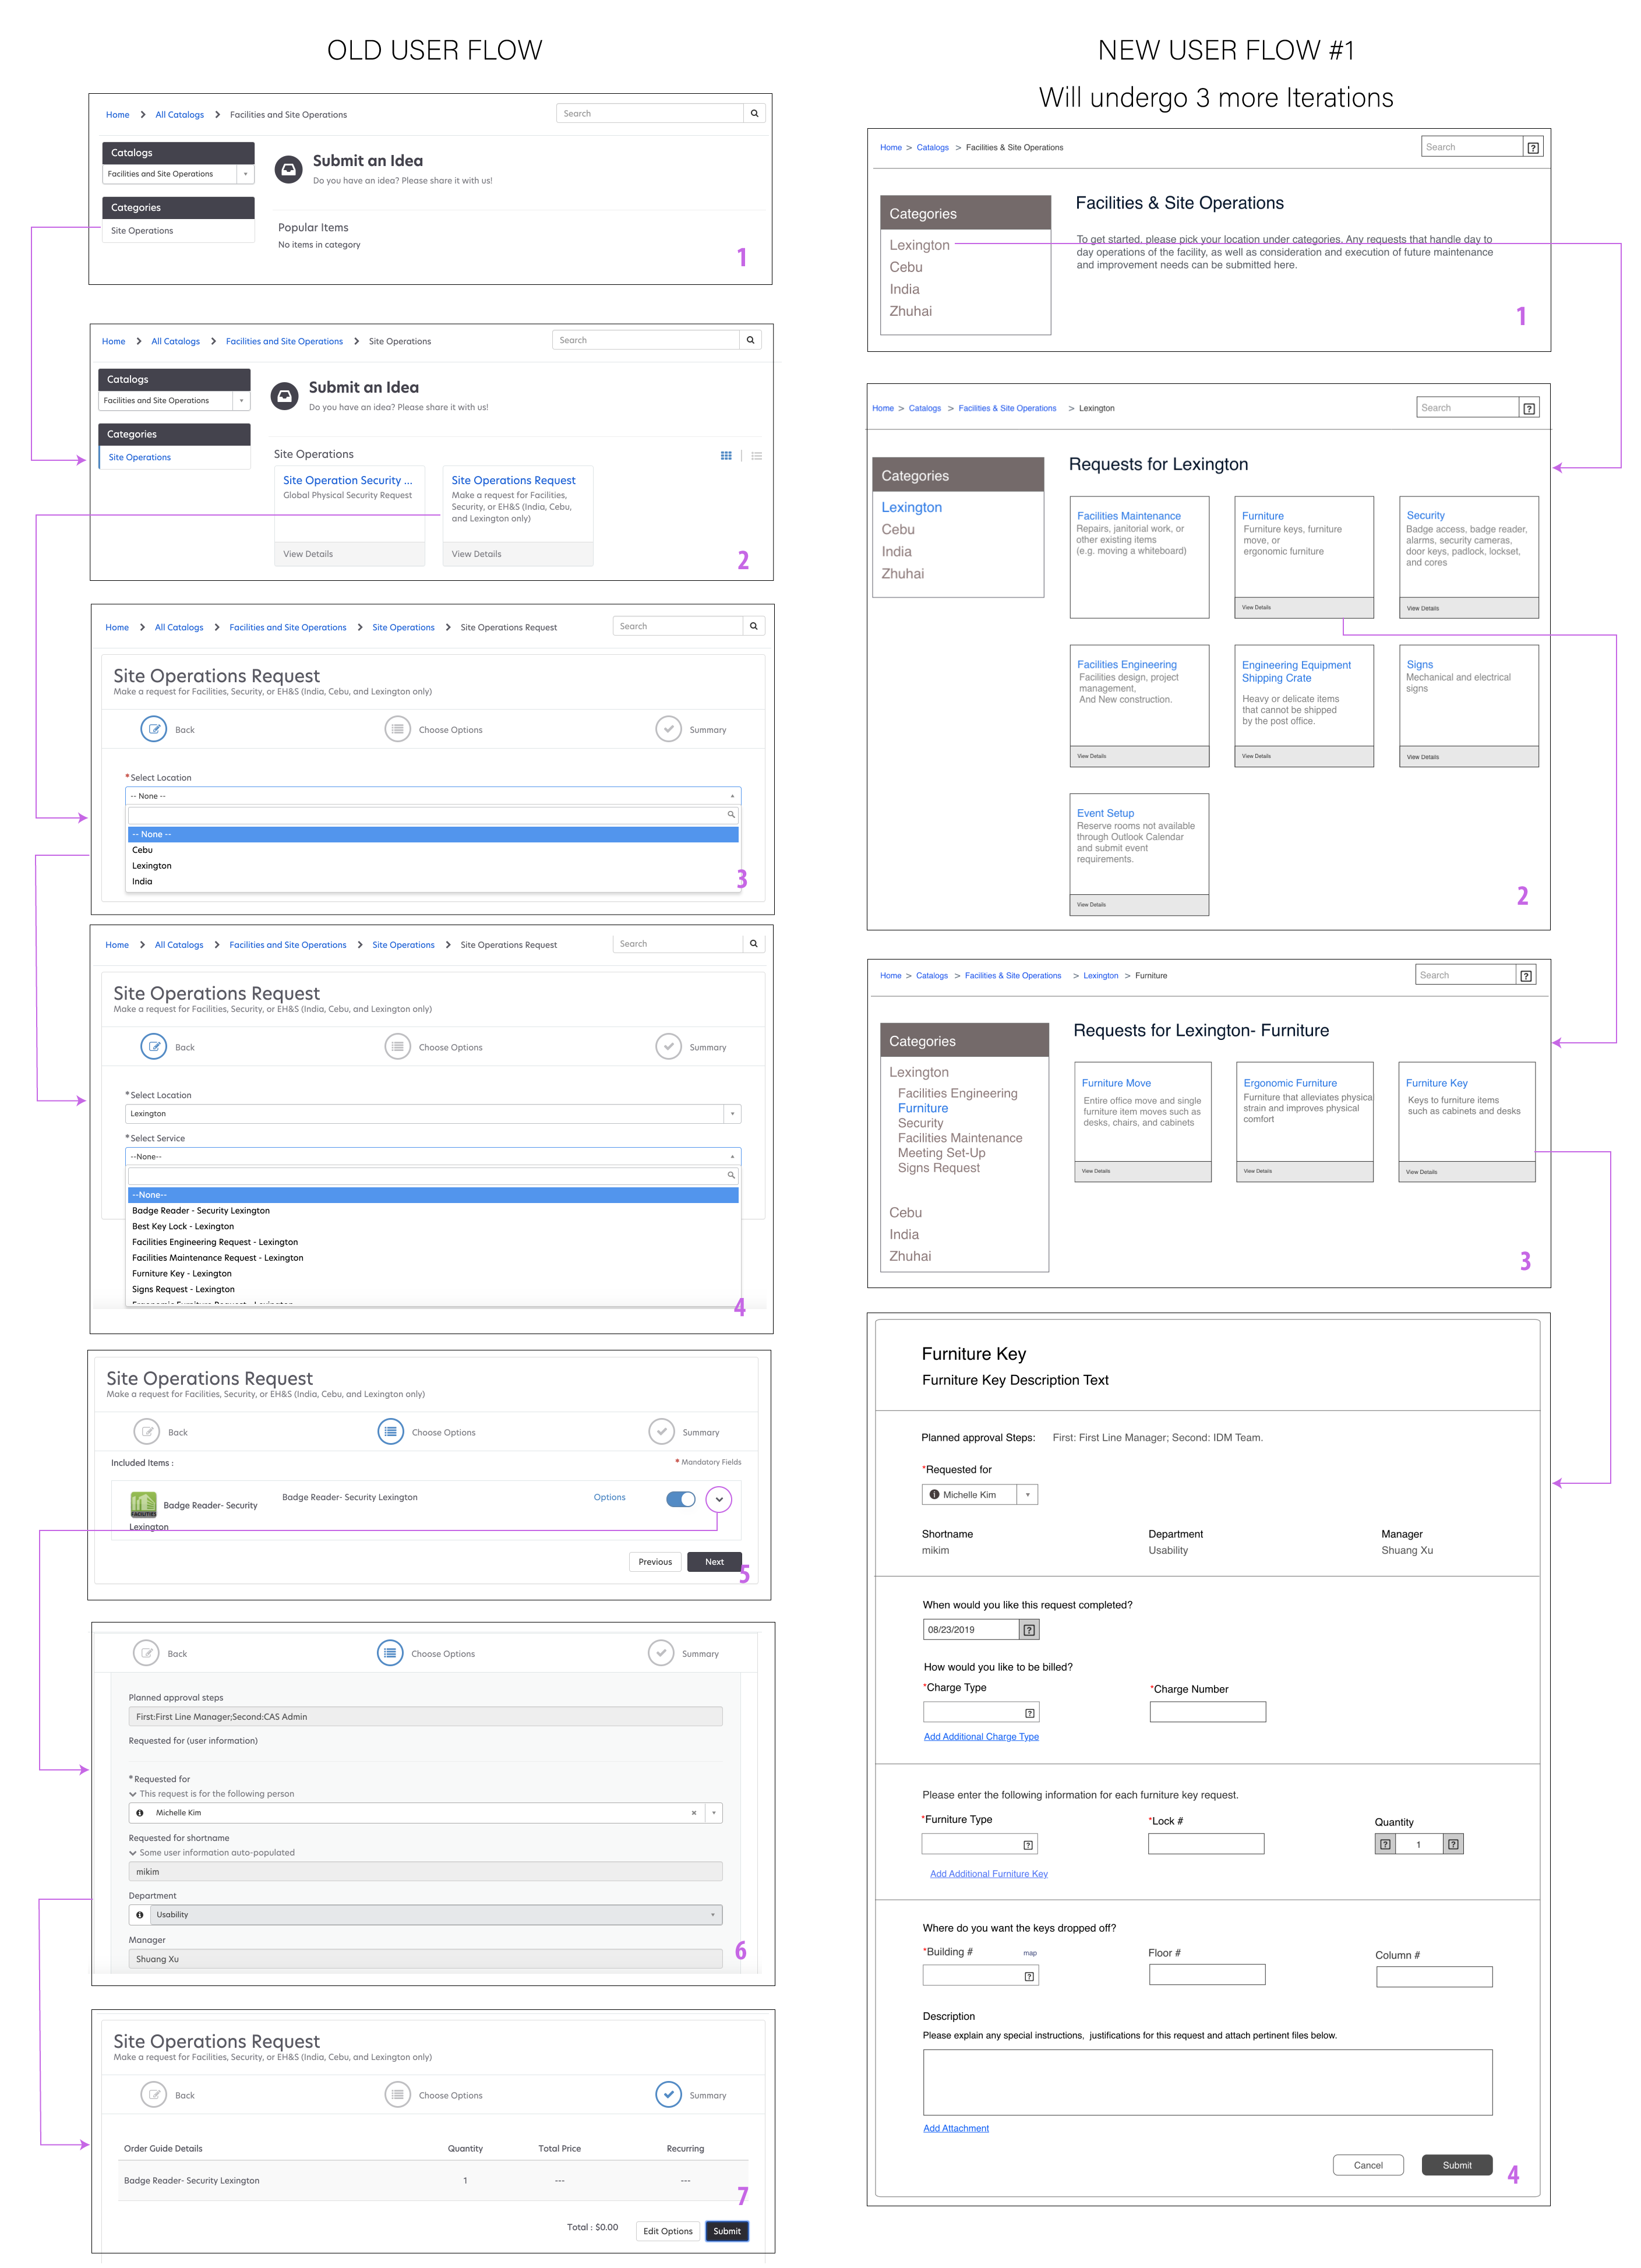 OLD USER FLOW
Home > All Catalogs > Facilities and Site Operations
Search
Catalogs
Facilities and Site Operations
Categories
Site Operations
Submit an Idea
Do you have an idea? Please share it with us!
Popular Items
No items in category
1
Home > All Catalogs > Facilities and Site Operations > Site Operations
Search
Catalogs
Facilities and Site Operations
Categories
Site Operations
Submit an Idea
Do you have an idea? Please share it with us!
Site Operations
Site Operation Security ...
Global Physical Security Request
View Details
Site Operations Request
Make a request for Facilities,
Security, or EH&S (India, Cebu,
and Lexington only)
View Details
2
Home > All Catalogs > Facilities and Site Operations > Site Operations > Site Operations Request
Search
Site Operations Request
Make a request for Facilities, Security, or EH&S (India, Cebu, and Lexington only)
Back
Choose Options
Summary
*Select Location
-- None --
-- None --
Cebu
Lexington
India
3
Home > All Catalogs > Facilities and Site Operations > Site Operations > Site Operations Request
Search
Site Operations Request
Make a request for Facilities, Security, or EH&S (India, Cebu, and Lexington only)
Back
Choose Options
Summary
*Select Location
Lexington
*Select Service
--None--
--None--
Badge Reader - Security Lexington
Best Key Lock - Lexington
Facilities Engineering Request - Lexington
Facilities Maintenance Request - Lexington
Furniture Key - Lexington
Signs Request - Lexington
Ergonomic Furniture Request - Lexington
4
Site Operations Request
Make a request for Facilities, Security, or EH&S (India, Cebu, and Lexington only)
Back
Choose Options
Summary
Included Items :
* Mandatory Fields
FACILITIES
Badge Reader- Security
Lexington
Badge Reader- Security Lexington
Options
Previous
Next
5
Back
Choose Options
Summary
Planned approval steps
First:First Line Manager;Second:CAS Admin
Requested for (user information)
*Requested for
This request is for the following person
Michelle Kim
Requested for shortname
Some user information auto-populated
mikim
Department
Usability
Manager
Shuang Xu
6
Site Operations Request
Make a request for Facilities, Security, or EH&S (India, Cebu, and Lexington only)
Back
Choose Options
Summary
Order Guide Details Quantity Total Price Recurring
Badge Reader- Security Lexington 1 --- ---
7
Total : $0.00
Edit Options
Submit
NEW USER FLOW #1
Will undergo 3 more Iterations
Home > Catalogs > Facilities & Site Operations
Search
?
Categories
Lexington
Cebu
India
Zhuhai
Facilities & Site Operations
To get started, please pick your location under categories. Any requests that handle day to
day operations of the facility, as well as consideration and execution of future maintenance
and improvement needs can be submitted here.
1
Home > Catalogs > Facilities & Site Operations > Lexington
Search
?
Categories
Lexington
Cebu
India
Zhuhai
Requests for Lexington
Facilities Maintenance
Repairs, janitorial work, or
other existing items
(e.g. moving a whiteboard)
Furniture
Furniture keys, furniture
move, or
ergonomic furniture
View Details
Security
Badge access, badge reader,
alarms, security cameras,
door keys, padlock, lockset,
and cores
View Details
Facilities Engineering
Facilities design, project
management,
And New construction.
View Details
Engineering Equipment
Shipping Crate
Heavy or delicate items
that cannot be shipped
by the post office.
View Details
Signs
Mechanical and electrical
signs
View Details
Event Setup
Reserve rooms not available
through Outlook Calendar
and submit event
requirements.
View Details
2
Home > Catalogs > Facilities & Site Operations > Lexington > Furniture
Search
?
Categories
Lexington
Facilities Engineering
Furniture
Security
Facilities Maintenance
Meeting Set-Up
Signs Request
Cebu
India
Zhuhai
Requests for Lexington- Furniture
Furniture Move
Entire office move and single
furniture item moves such as
desks, chairs, and cabinets
View Details
Ergonomic Furniture
Furniture that alleviates physica
strain and improves physical
comfort
View Details
Furniture Key
Keys to furniture items
such as cabinets and desks
View Details
3
Furniture Key
Furniture Key Description Text
Planned approval Steps: First: First Line Manager; Second: IDM Team.
*Requested for
Michelle Kim
Shortname Department Manager
mikim Usability Shuang Xu
When would you like this request completed?
08/23/2019 ?
How would you like to be billed?
*Charge Type *Charge Number
?
Add Additional Charge Type
Please enter the following information for each furniture key request.
*Furniture Type *Lock # Quantity
? ? 1 ?
Add Additional Furniture Key
Where do you want the keys dropped off?
*Building # map Floor # Column #
?
Description
Please explain any special instructions, justifications for this request and attach pertinent files below.
Add Attachment
Cancel
Submit
4